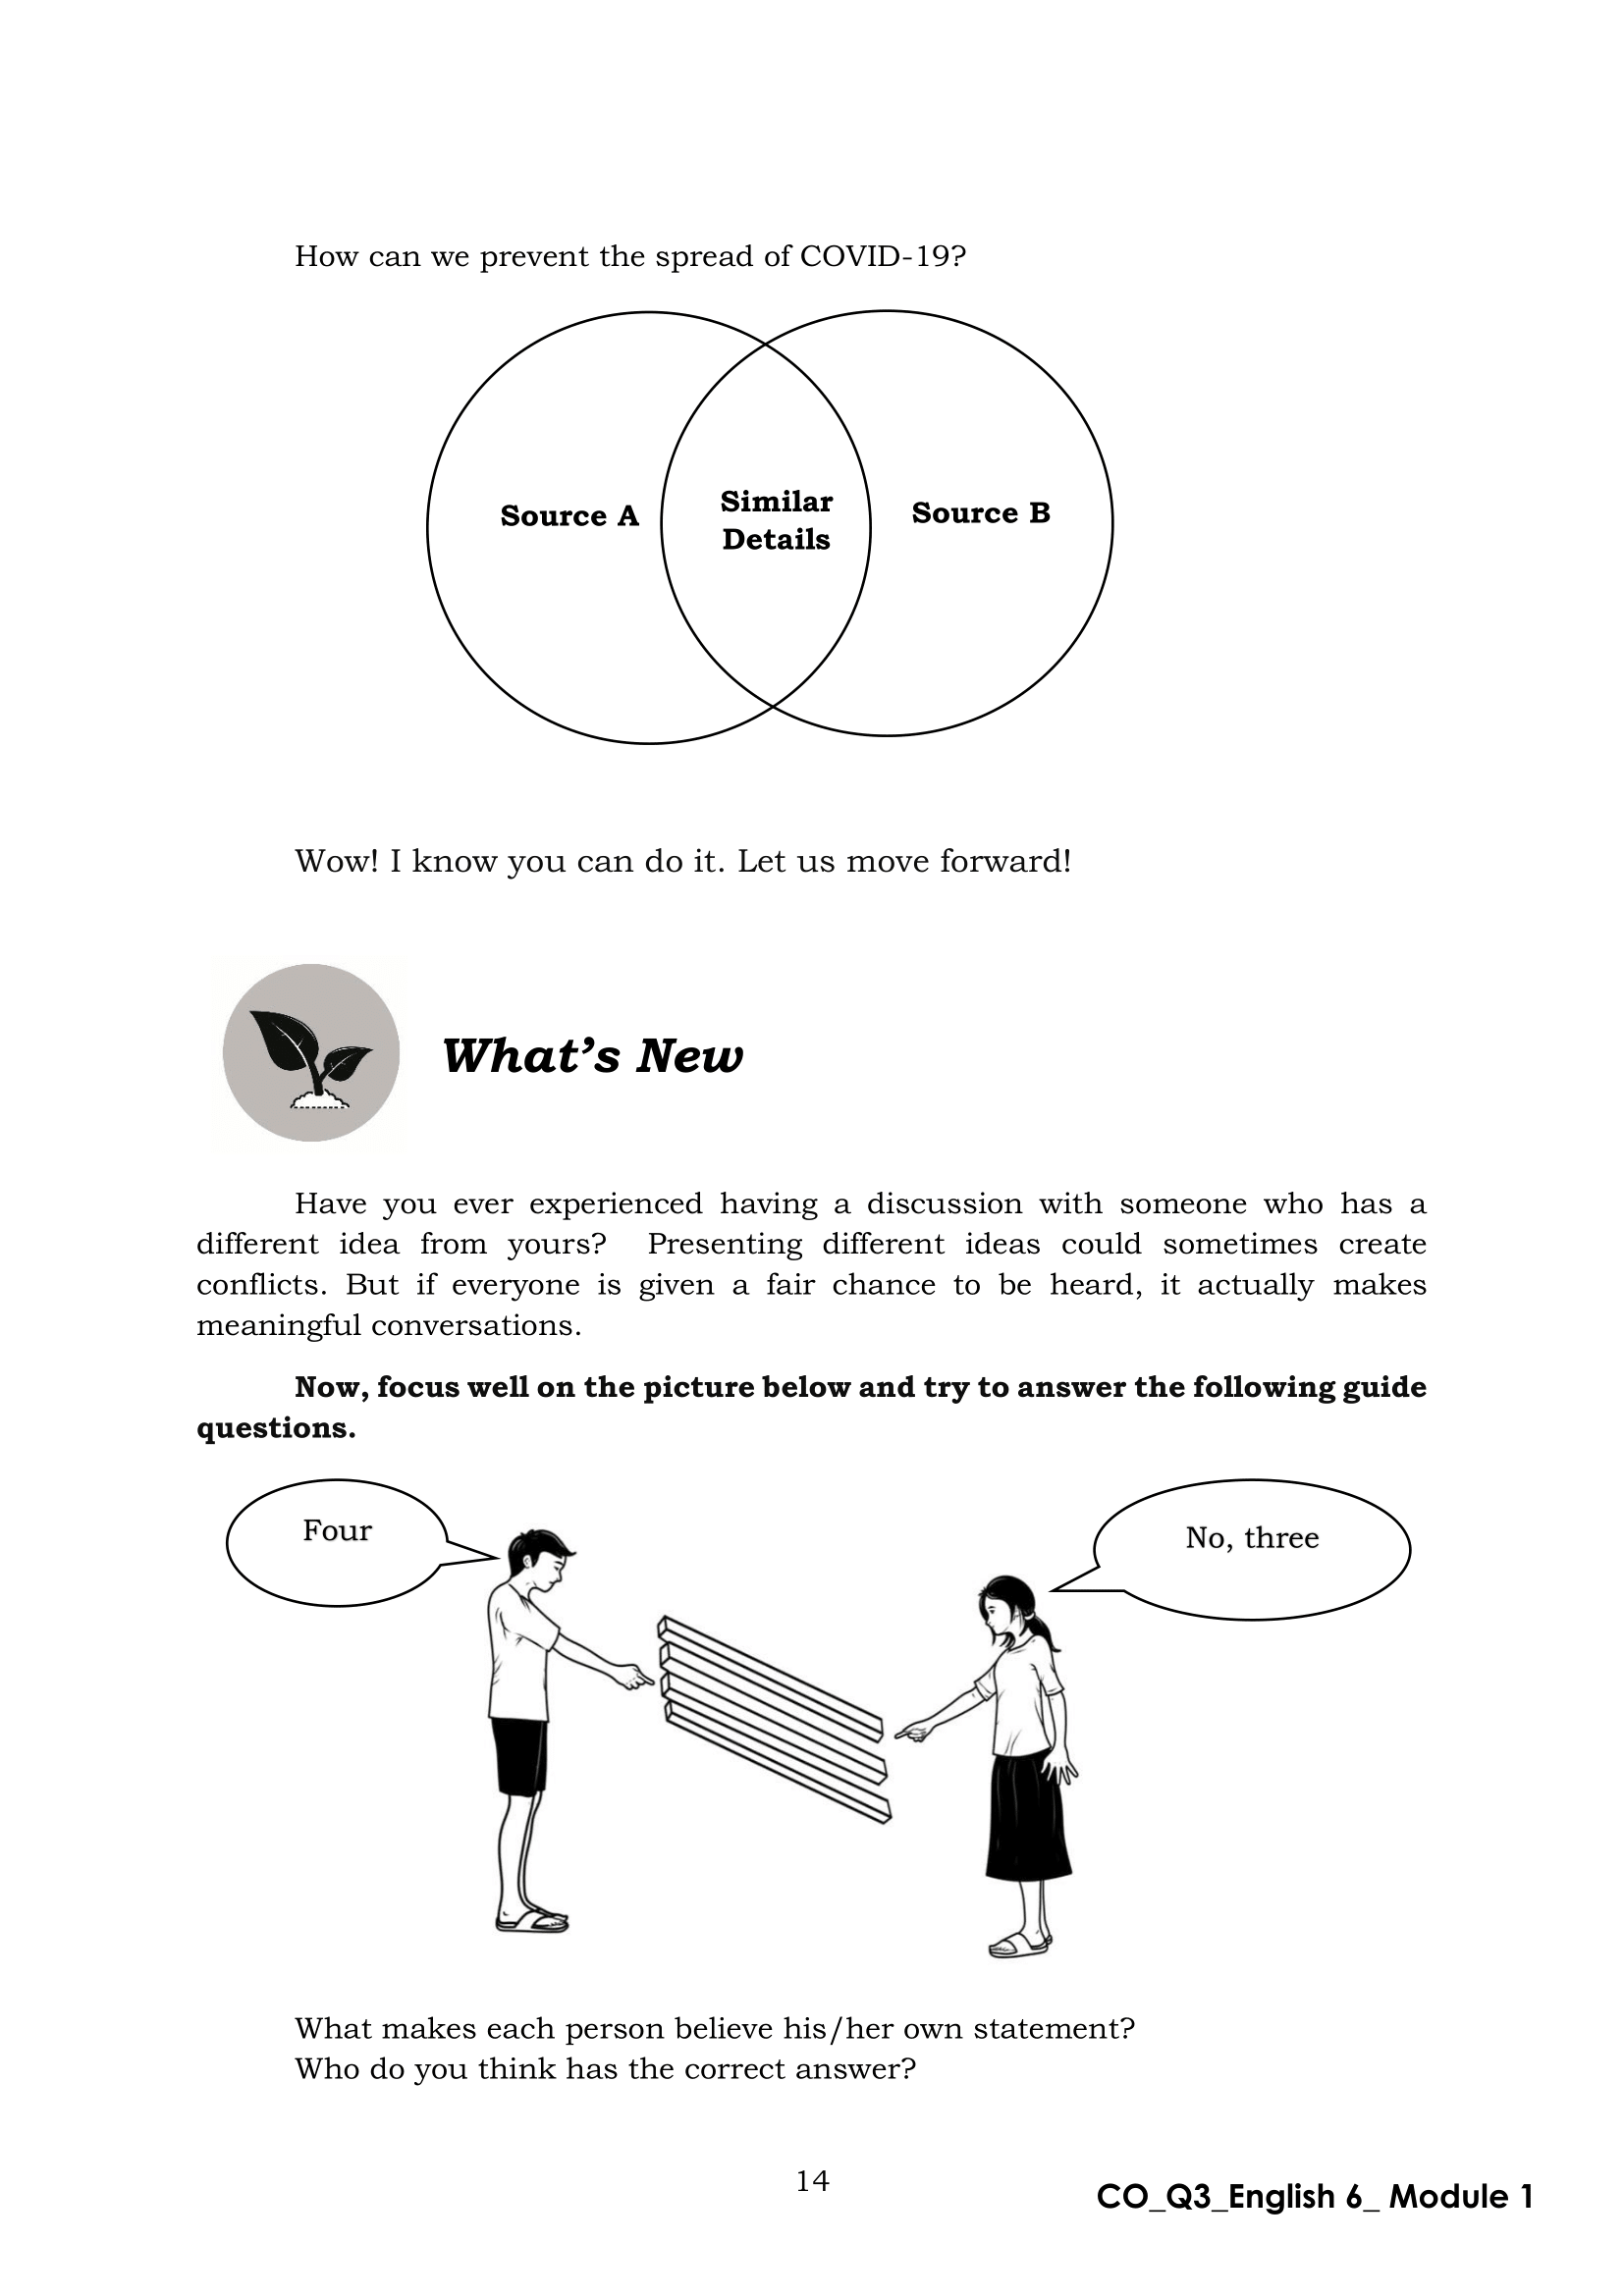 How can we prevent the spread of COVID-19?
Source A
Similar
Details
Source B
Wow! I know you can do it. Let us move forward!
What's New
Have you ever experienced having a discussion with someone who has a
different idea from yours? Presenting different ideas could sometimes create
conflicts. But if everyone is given a fair chance to be heard, it actually makes
meaningful conversations.
Now, focus well on the picture below and try to answer the following guide
questions.
Four
No, three
What makes each person believe his/her own statement?
Who do you think has the correct answer?
14
CO_Q3_English 6_ Module 1